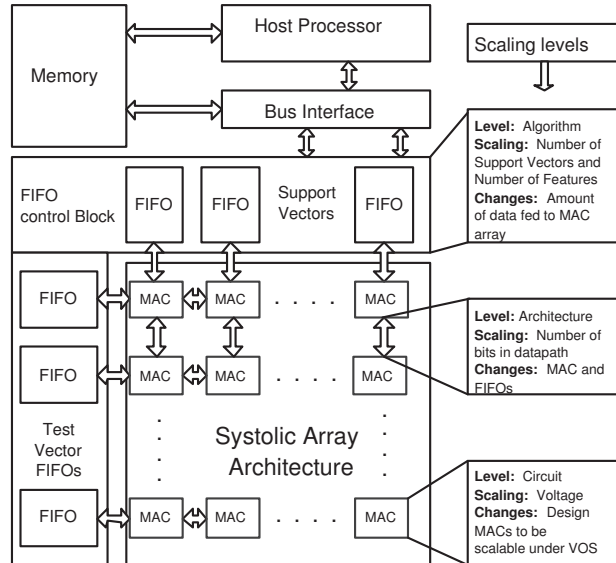 Host Processor
Memory
Scaling levels
Bus Interface
Level: Algorithm
Scaling: Number of
Support Vectors and
Number of Features
Changes: Amount
of data fed to MAC
array
FIFO
control Block
FIFO
FIFO
Support
Vectors
FIFO
FIFO
MAC
MAC
. . . .
MAC
Level: Architecture
Scaling: Number of
bits in datapath
Changes: MAC and
FIFOs
FIFO
MAC
MAC
. . . .
MAC
Test
Vector
FIFOs
Systolic Array
Architecture
Level: Circuit
Scaling: Voltage
Changes: Design
MACs to be
scalable under VOS
FIFO
MAC
MAC
. . . .
MAC